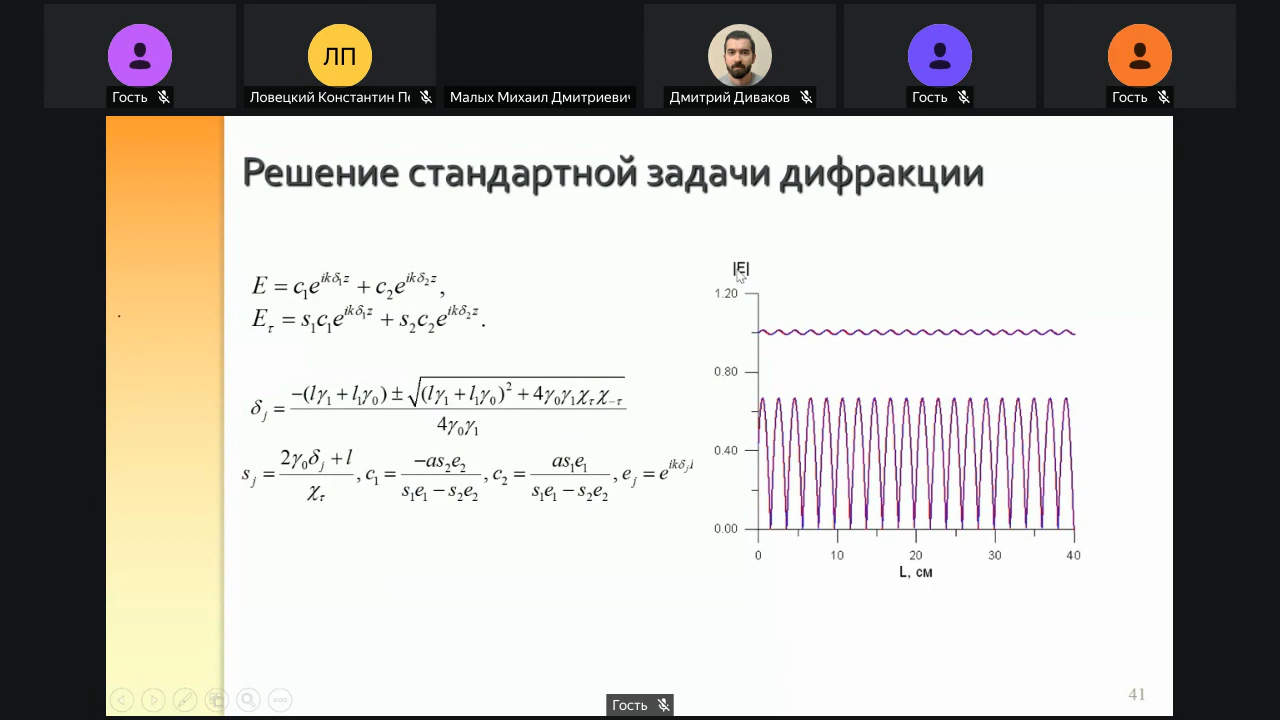 Гость
ЛП
Ловецкий Константин Пе
Малых Михаил Дмитриевич
Дмитрий Диваков
Гость
Гость
Решение стандартной задачи дифракции
E = c₁e^{ikδ₁z} + c₂e^{ikδ₂z},
E_τ = s₁c₁e^{ikδ₁z} + s₂c₂e^{ikδ₂z}.
δ_j = (-(lγ₁ + l₁γ₀) ± √((lγ₁ + l₁γ₀)² + 4γ₀γ₁χ_τχ_{-τ})) / (4γ₀γ₁)
s_j = (2γ₀δ_j + l) / χ_τ, c₁ = (-as₂e₂) / (s₁e₁ - s₂e₂), c₂ = (as₁e₁) / (s₁e₁ - s₂e₂), e_j = e^{ikδ_jl}
|E|
1.20
0.80
0.40
0.00
0 10 20 30 40
L, см
41
Гость